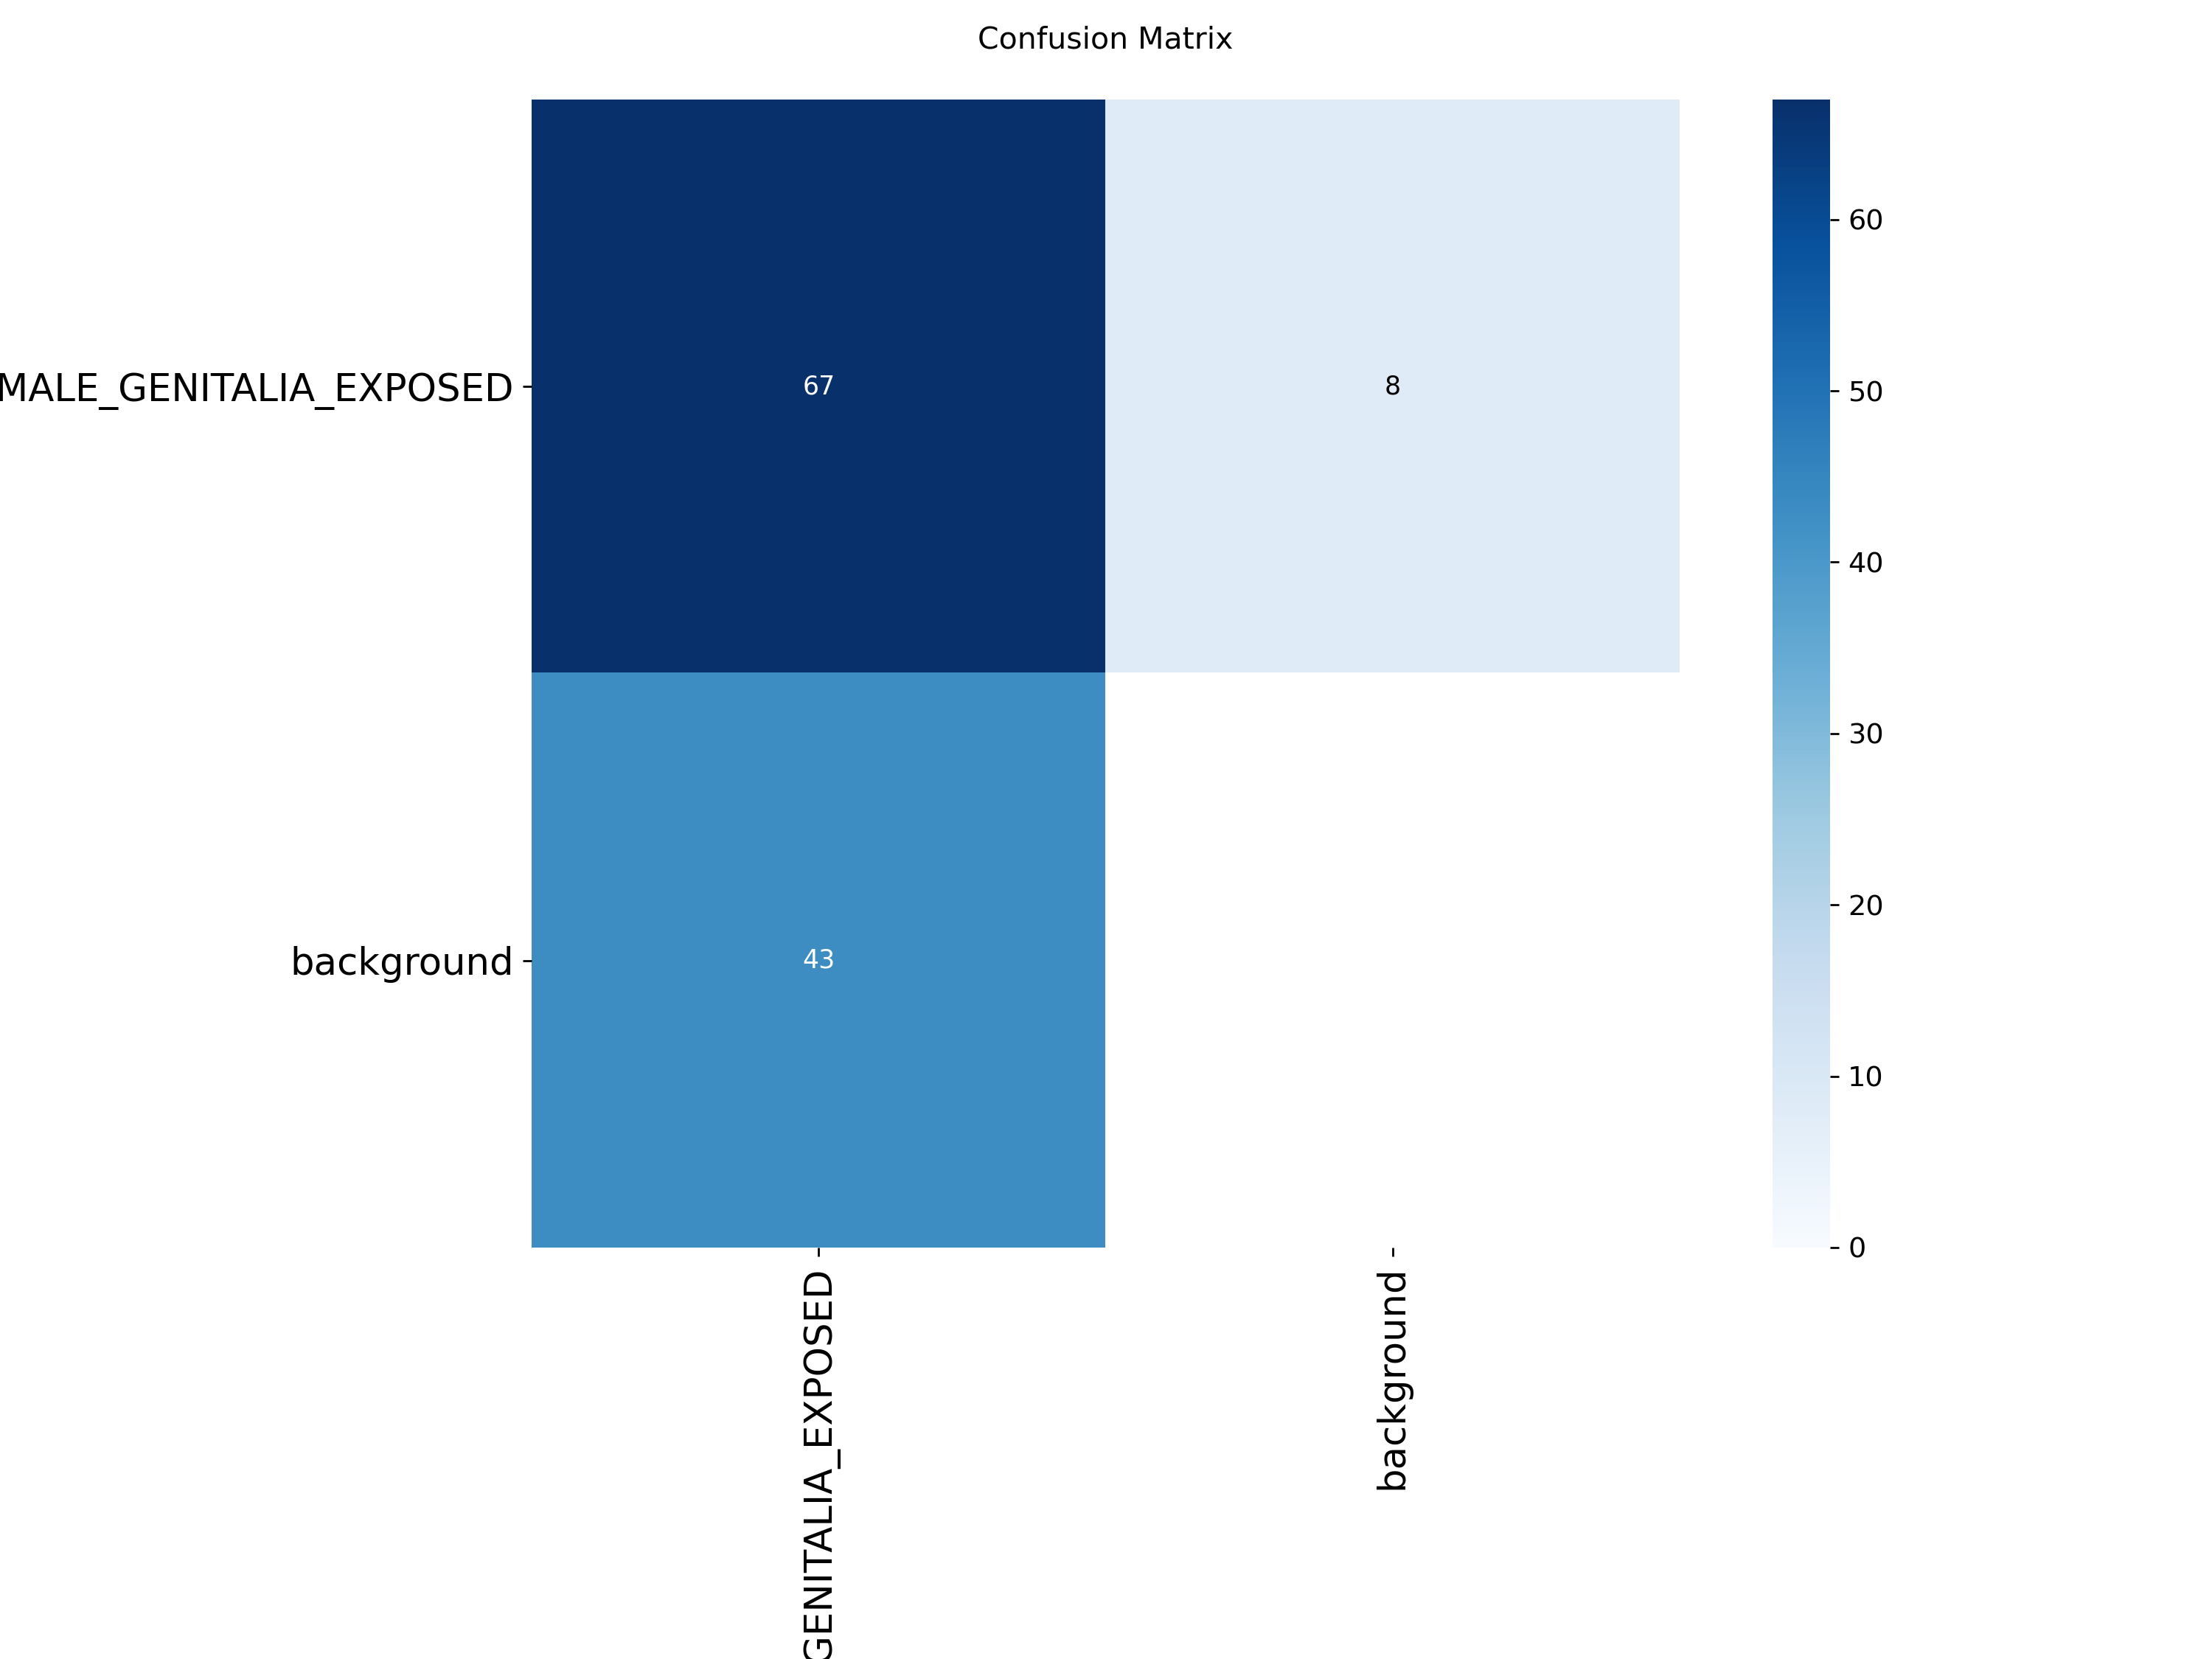 Confusion Matrix
MALE_GENITALIA_EXPOSED
67
8
background
43
GENITALIA_EXPOSED
background
60
50
40
30
20
10
0